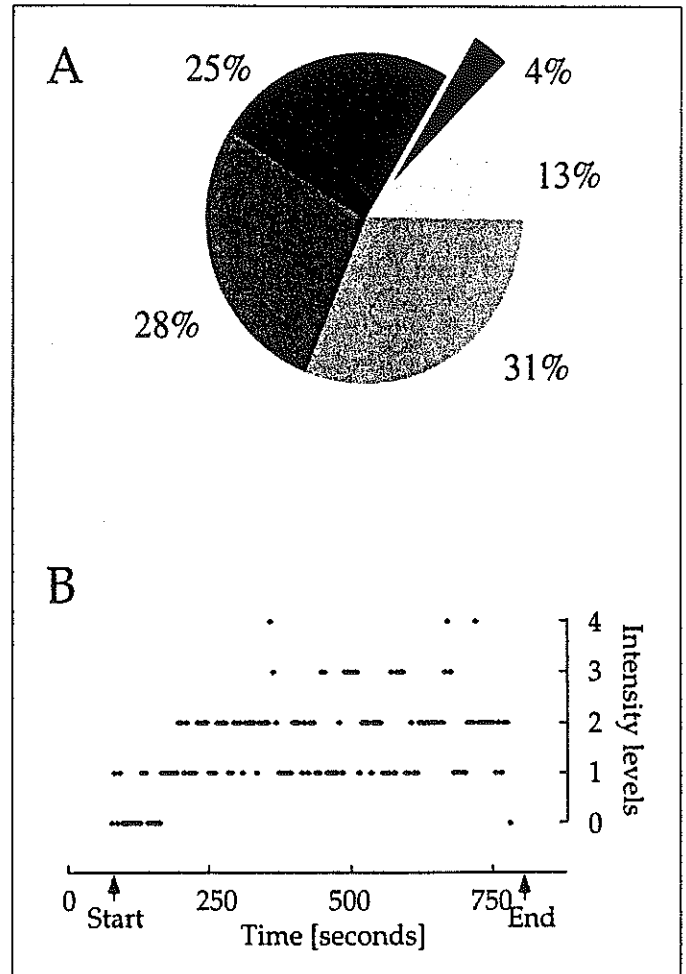 A
25%
4%
13%
28%
31%
B
4
3
2
1
0
Intensity levels
0 250 500 750
Start End
Time [seconds]